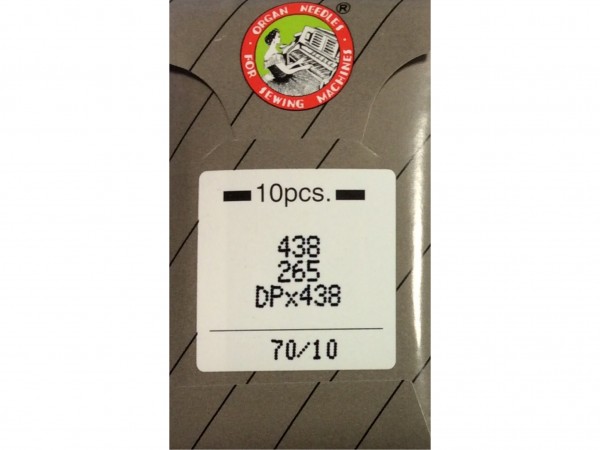 ORGAN NEEDLES ®
FOR SEWING MACHINES
10pcs.
438
265
DPx438
70/10